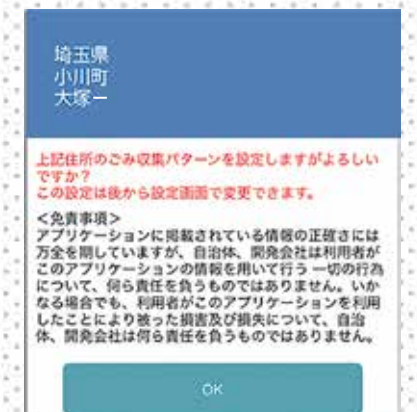 埼玉県
小川町
大塚一
上記住所のごみ収集パターンを設定しますがよろしい
ですか？
この設定は後から設定画面で変更できます。
＜免責事項＞
アプリケーションに掲載されている情報の正確さには
万全を期していますが、自治体、開発会社は利用者が
このアプリケーションの情報を用いて行う一切の行為
について、何ら責任を負うものではありません。いか
なる場合でも、利用者がこのアプリケーションを利用
したことにより被った損害及び損失について、自治
体、開発会社は何ら責任を負うものではありません。
OK